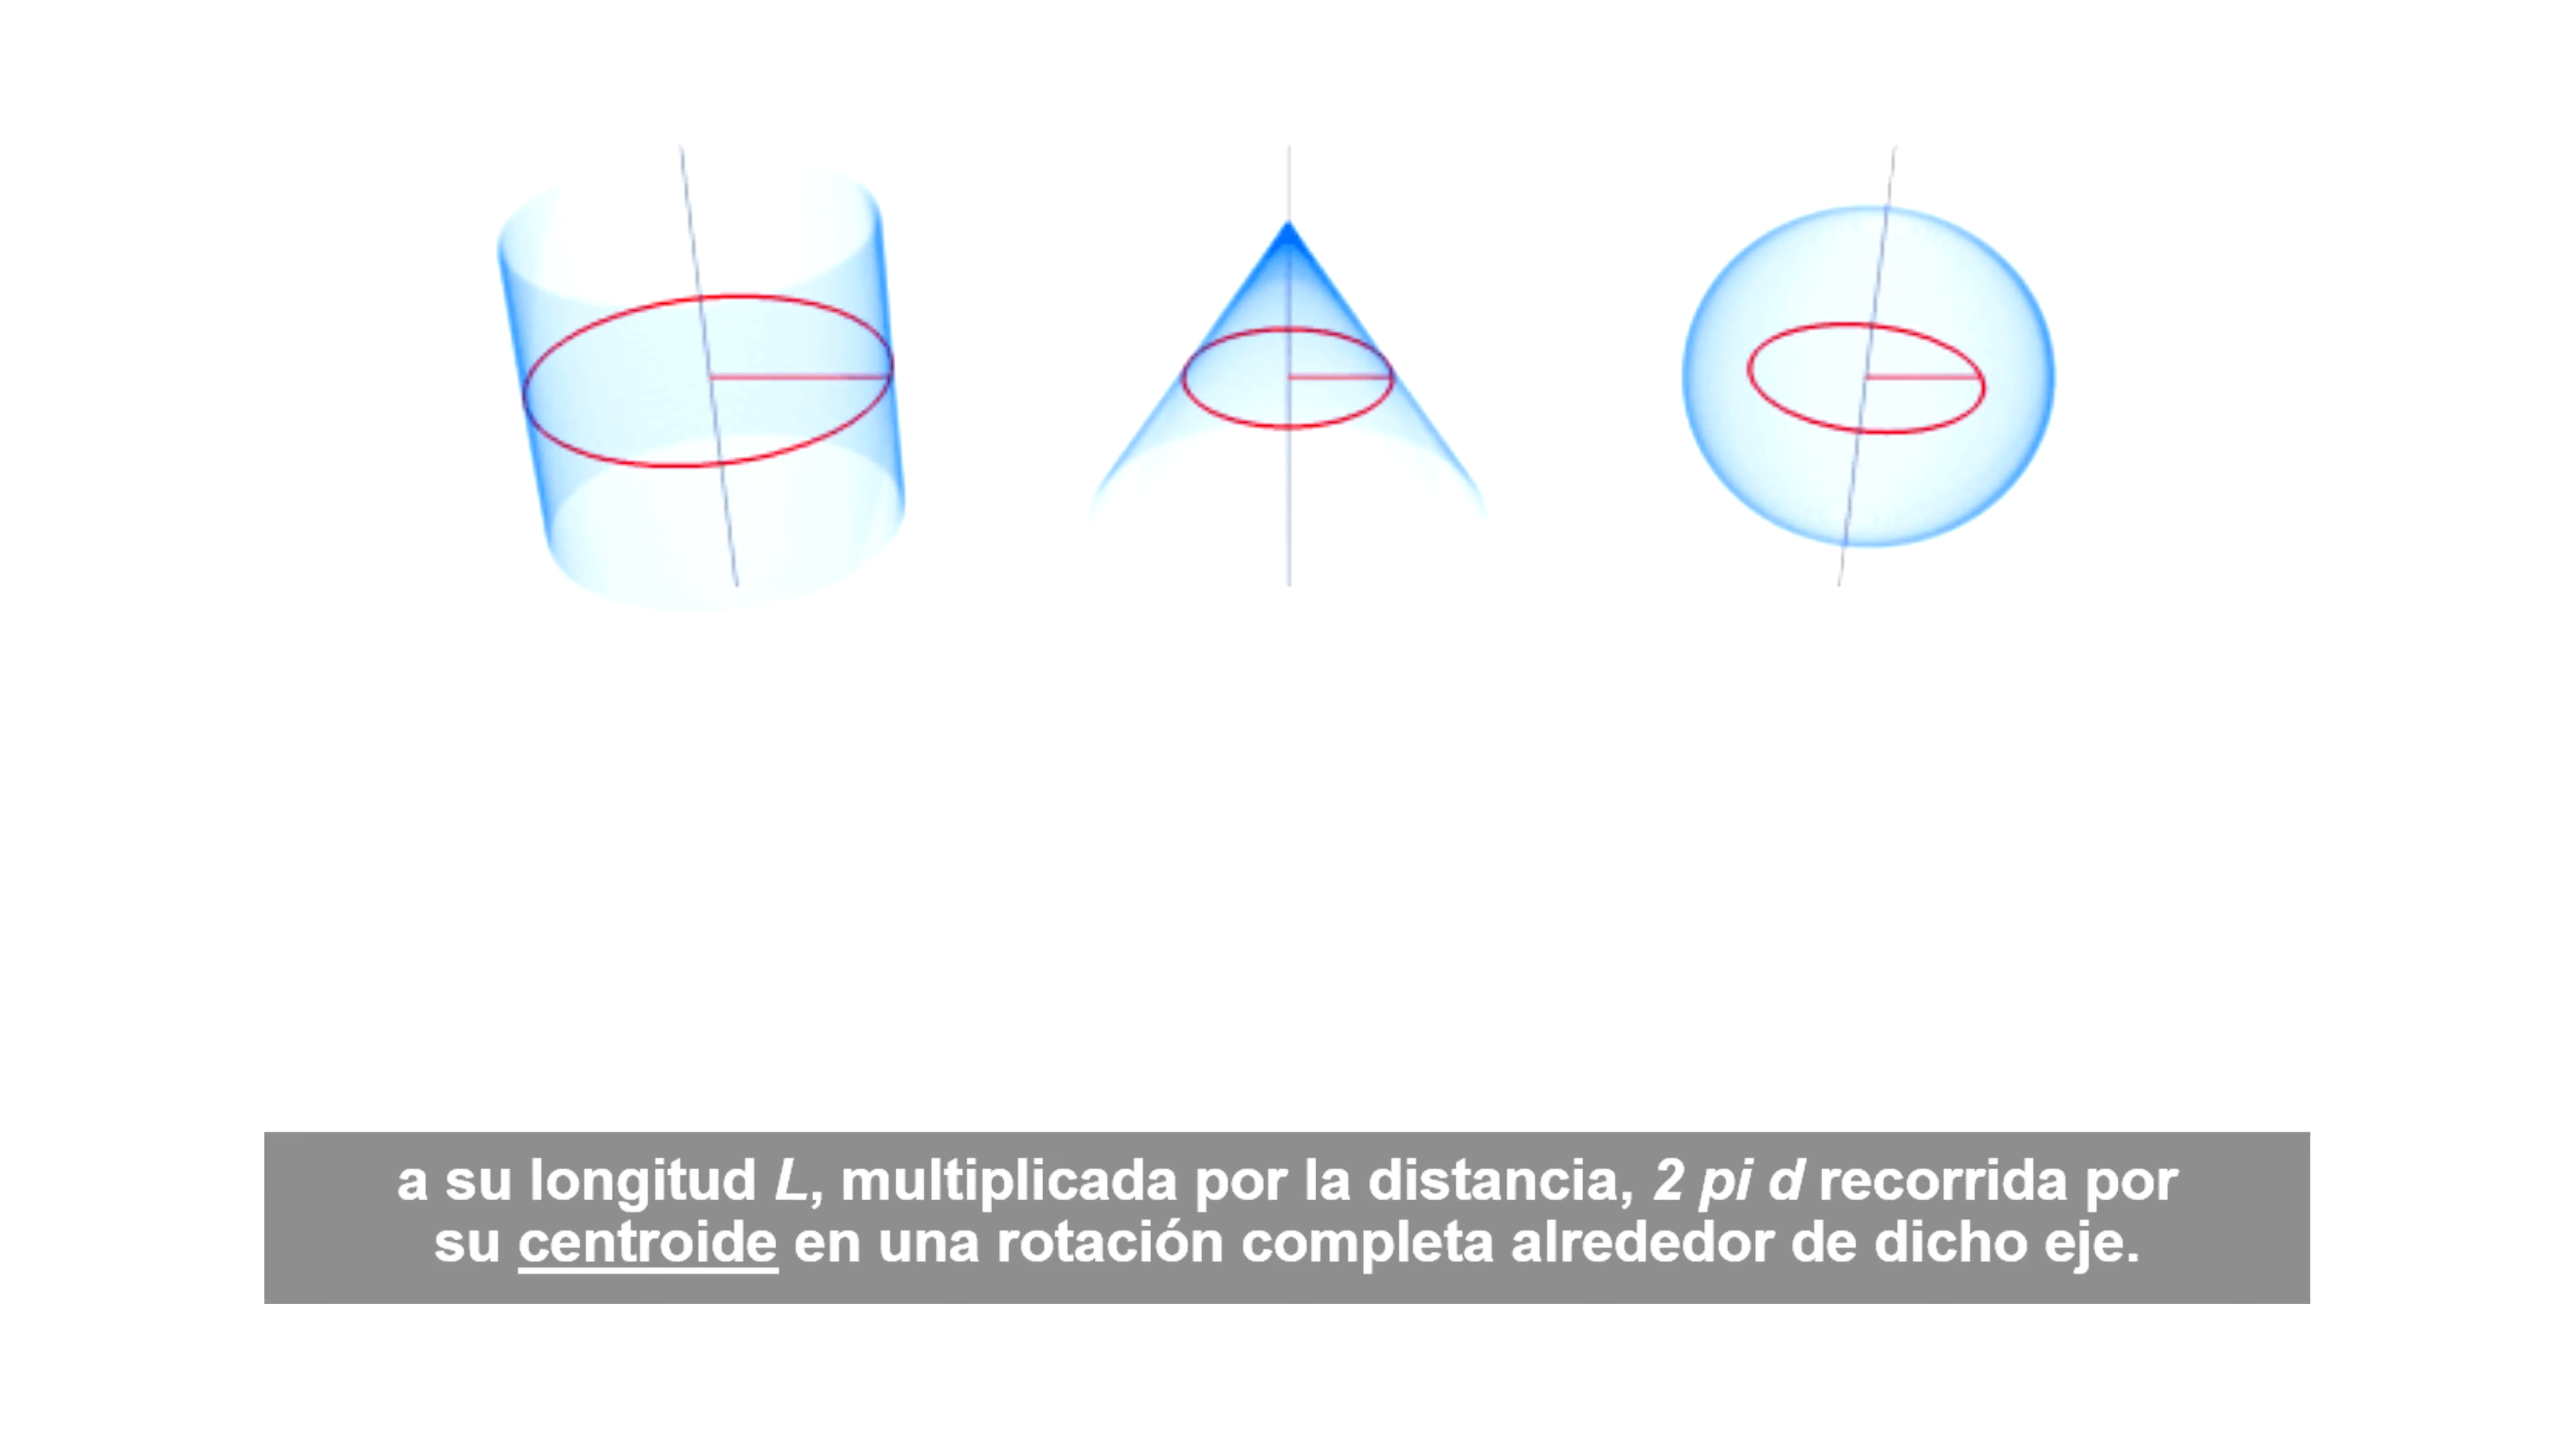 a su longitud L, multiplicada por la distancia, 2 pi d recorrida por
su centroide en una rotación completa alrededor de dicho eje.